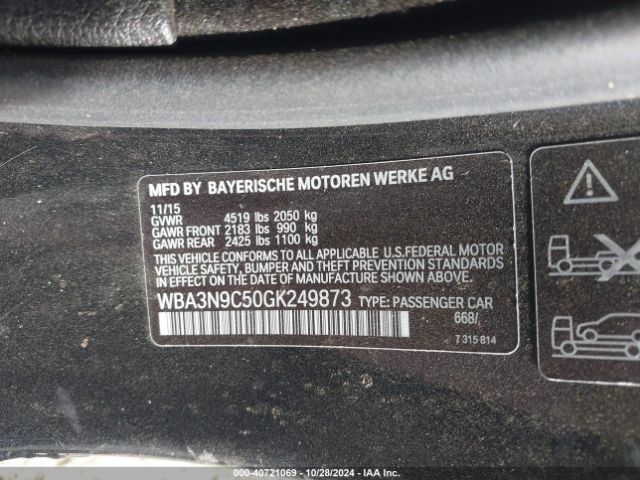 MFD BY BAYERISCHE MOTOREN WERKE AG
11/15
GVWR 4519 lbs 2050 kg
GAWR FRONT 2183 lbs 990 kg
GAWR REAR 2425 lbs 1100 kg
THIS VEHICLE CONFORMS TO ALL APPLICABLE U.S.FEDERAL MOTOR
VEHICLE SAFETY, BUMPER, AND THEFT PREVENTION STANDARDS
IN EFFECT ON THE DATE OF MANUFACTURE SHOWN ABOVE
WBA3N9C50GK249873 TYPE: PASSENGER CAR
668/
7 315 814
000-40721069 - 10/28/2024 - IAA Inc.